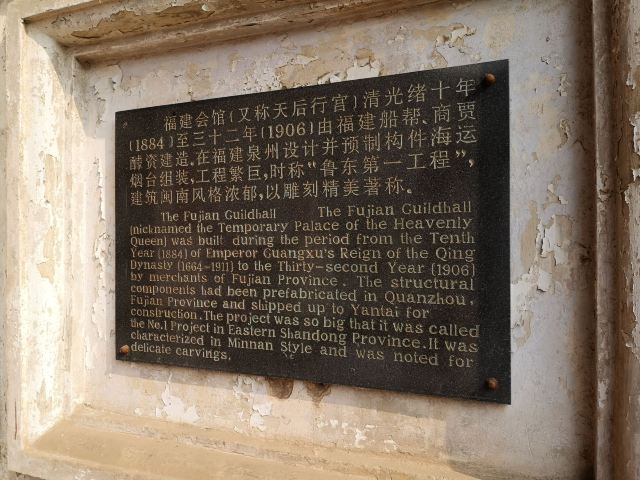 福建会馆(又称天后行宫)清光绪十年
(1884)至三十二年(1906)由福建船帮、商贾
醵资建造。在福建泉州设计并预制构件海运
烟台组装,工程繁巨,时称“鲁东第一工程”,
建筑闽南风格浓郁,以雕刻精美著称。
The Fujian Guildhall The Fujian Guildhall
(nicknamed the Temporary Palace of the Heavenly
Queen) was built during the period from the Tenth
Year (1884) of Emperor Guangxu's Reign of the Qing
Dynasty (1664-1911) to the Thirty-second Year (1906)
by merchants of Fujian Province. The structural
components had been prefabricated in Quanzhou,
Fujian Province and shipped up to Yantai for
construction.The project was so big that it was called
the No.1 Project in Eastern Shandong Province.It was
characterized in Minnan Style and was noted for
delicate carvings.